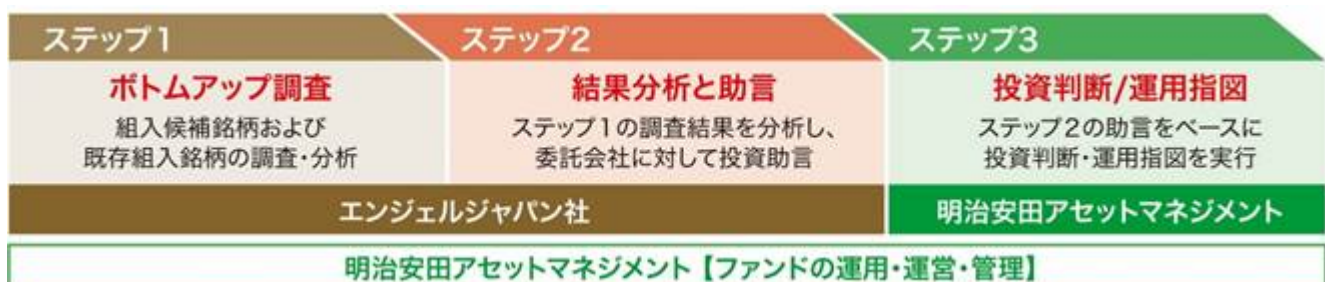 ステップ1
ステップ2
ステップ3
ボトムアップ調査
組入候補銘柄および
既存組入銘柄の調査・分析
結果分析と助言
ステップ1の調査結果を分析し、
委託会社に対して投資助言
投資判断/運用指図
ステップ2の助言をベースに
投資判断・運用指図を実行
エンジェルジャパン社
明治安田アセットマネジメント
明治安田アセットマネジメント【ファンドの運用・運営・管理】